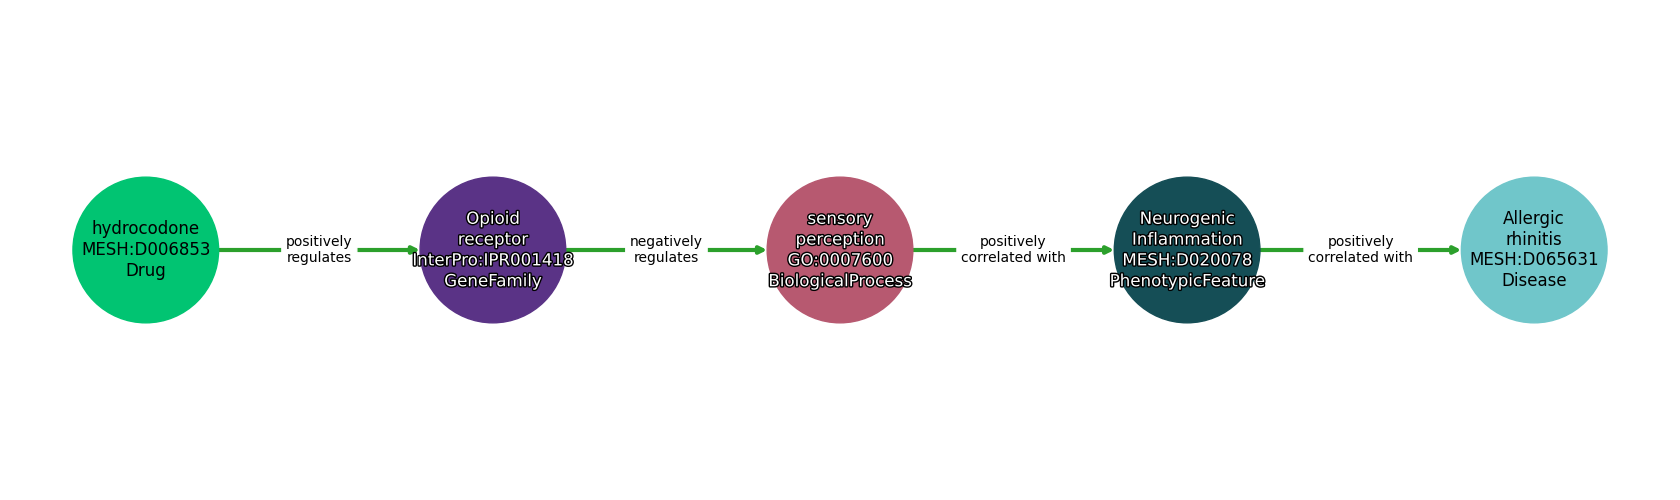 hydrocodone
MESH:D006853
Drug
positively
regulates
Opioid
receptor
InterPro:IPR001418
GeneFamily
negatively
regulates
sensory
perception
GO:0007600
BiologicalProcess
positively
correlated with
Neurogenic
Inflammation
MESH:D020078
PhenotypicFeature
positively
correlated with
Allergic
rhinitis
MESH:D065631
Disease